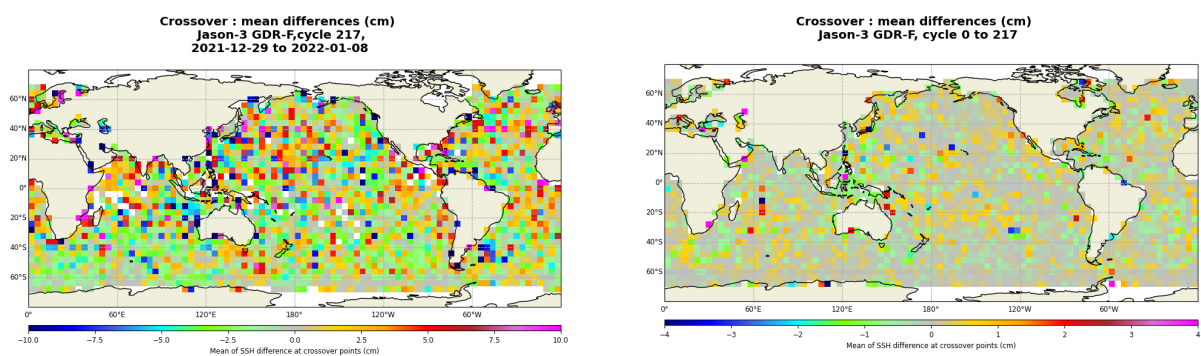 Crossover : mean differences (cm)
Jason-3 GDR-F,cycle 217,
2021-12-29 to 2022-01-08
60°N
40°N
20°N
0°
20°S
40°S
60°S
0° 60°E 120°E 180° 120°W 60°W
−10.0 −7.5 −5.0 −2.5 0.0 2.5 5.0 7.5 10.0
Mean of SSH difference at crossover points (cm)
Crossover : mean differences (cm)
Jason-3 GDR-F, cycle 0 to 217
60°N
40°N
20°N
0°
20°S
40°S
60°S
0° 60°E 120°E 180° 120°W 60°W
−4 −3 −2 −1 0 1 2 3 4
Mean of SSH difference at crossover points (cm)